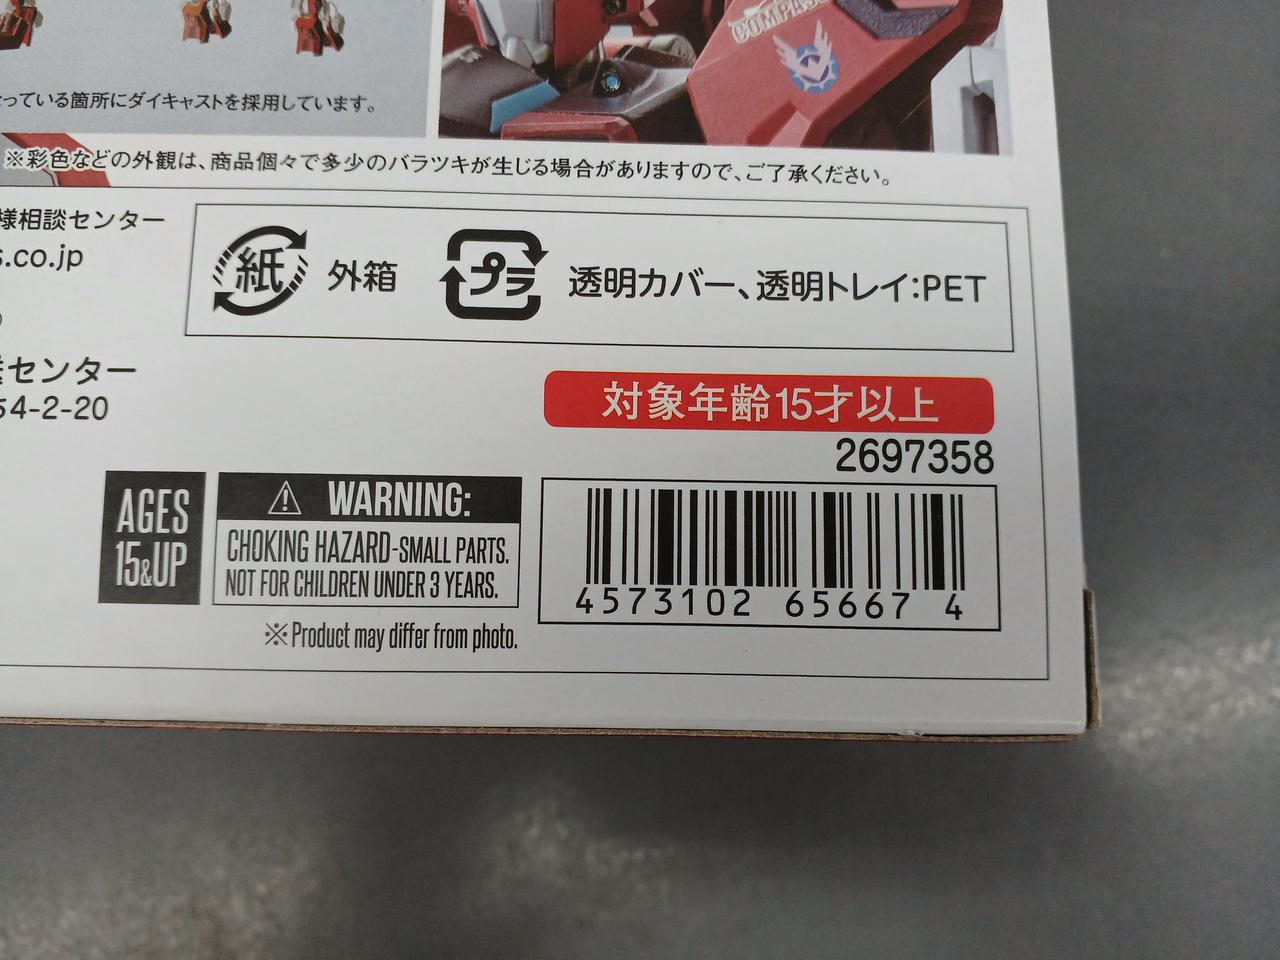 COMPASS
っている箇所にダイキャストを採用しています。
※彩色などの外観は、商品個々で多少のバラツキが生じる場合がありますので、ご了承ください。
様相談センター
s.co.jp
紙 外箱 プラ 透明カバー、透明トレイ:PET
センター
54-2-20
対象年齢15才以上
2697358
AGES
15&UP
WARNING:
CHOKING HAZARD-SMALL PARTS.
NOT FOR CHILDREN UNDER 3 YEARS.
※Product may differ from photo.
4573102 65667 4